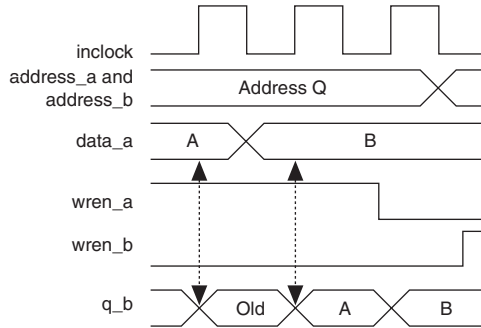 inclock
address_a and
address_b
Address Q
data_a
A
B
wren_a
wren_b
q_b
Old
A
B